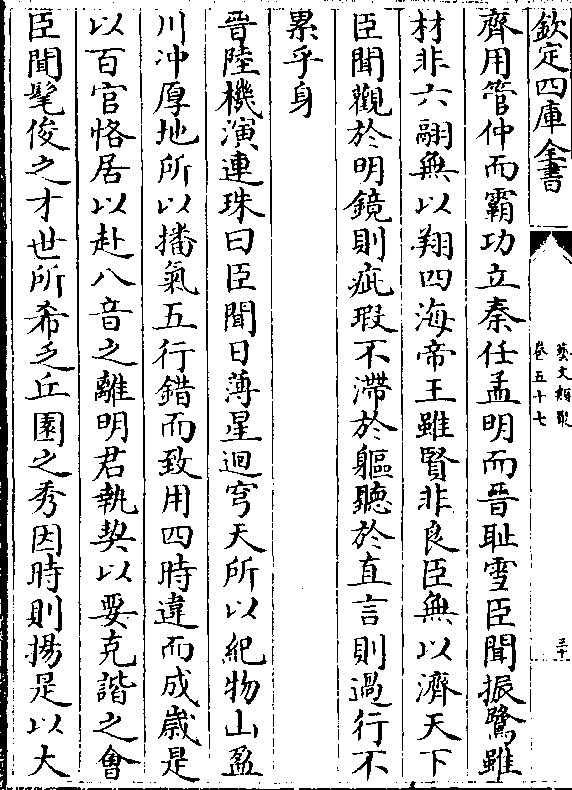 欽定四庫全書
藝文類聚
卷五十七
三十
齊用管仲而霸功立秦任孟明而晉耻雪臣聞振鷺雖
材非六翮無以翔四海帝王雖賢非良臣無以濟天下
臣聞觀於明鏡則疵瑕不滯於軀聽於直言則過行不
累乎身
晉陸機演連珠曰臣聞日薄星迴穹天所以紀物山盈
川冲厚地所以播氣五行錯而致用四時違而成嵗是
以百官恪居以赴八音之離明君執契以要克諧之會
臣聞髦俊之才世所希乏丘園之秀因時則揚是以大